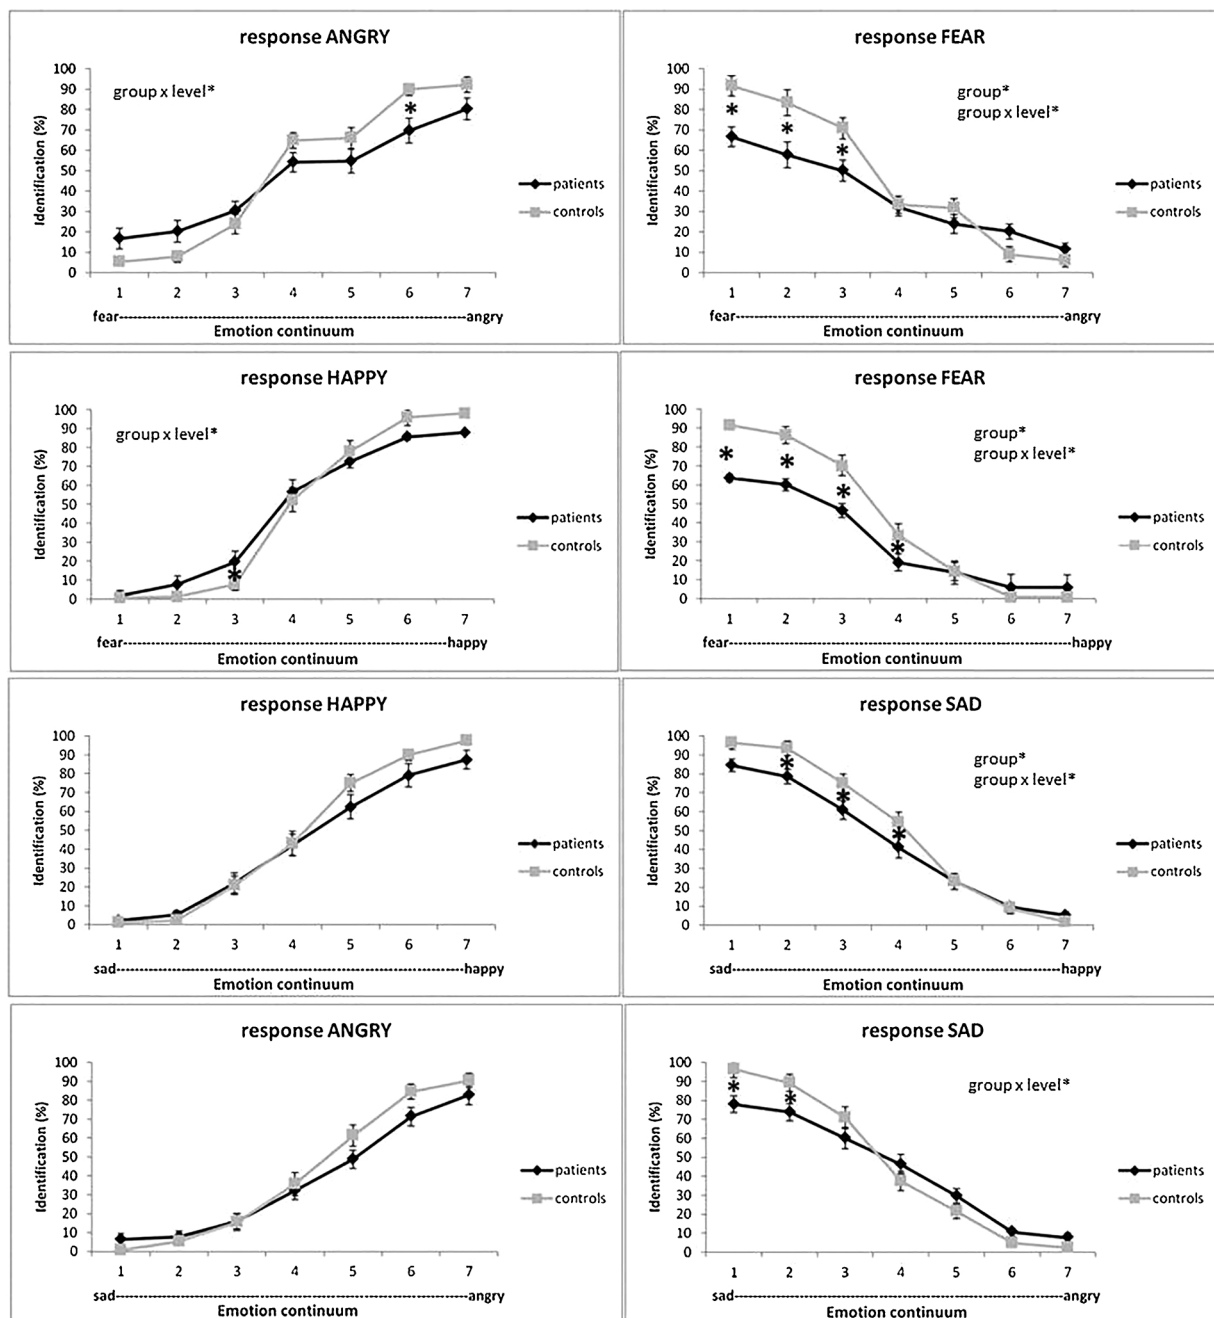 response ANGRY
Identification (%)
100
90
80
70
60
50
40
30
20
10
0
group x level*
*
patients
controls
1 2 3 4 5 6 7
fear------angry
Emotion continuum
response FEAR
Identification (%)
100
90
80
70
60
50
40
30
20
10
0
group*
group x level*
* * *
patients
controls
1 2 3 4 5 6 7
fear------angry
Emotion continuum
response HAPPY
Identification (%)
100
90
80
70
60
50
40
30
20
10
0
group x level*
*
patients
controls
1 2 3 4 5 6 7
fear------happy
Emotion continuum
response FEAR
Identification (%)
100
90
80
70
60
50
40
30
20
10
0
group*
group x level*
* * * *
patients
controls
1 2 3 4 5 6 7
fear------happy
Emotion continuum
response HAPPY
Identification (%)
100
90
80
70
60
50
40
30
20
10
0
patients
controls
1 2 3 4 5 6 7
sad------happy
Emotion continuum
response SAD
Identification (%)
100
90
80
70
60
50
40
30
20
10
0
group*
group x level*
* * *
patients
controls
1 2 3 4 5 6 7
sad------happy
Emotion continuum
response ANGRY
Identification (%)
100
90
80
70
60
50
40
30
20
10
0
patients
controls
1 2 3 4 5 6 7
sad------angry
Emotion continuum
response SAD
Identification (%)
100
90
80
70
60
50
40
30
20
10
0
group x level*
* *
patients
controls
1 2 3 4 5 6 7
sad------angry
Emotion continuum